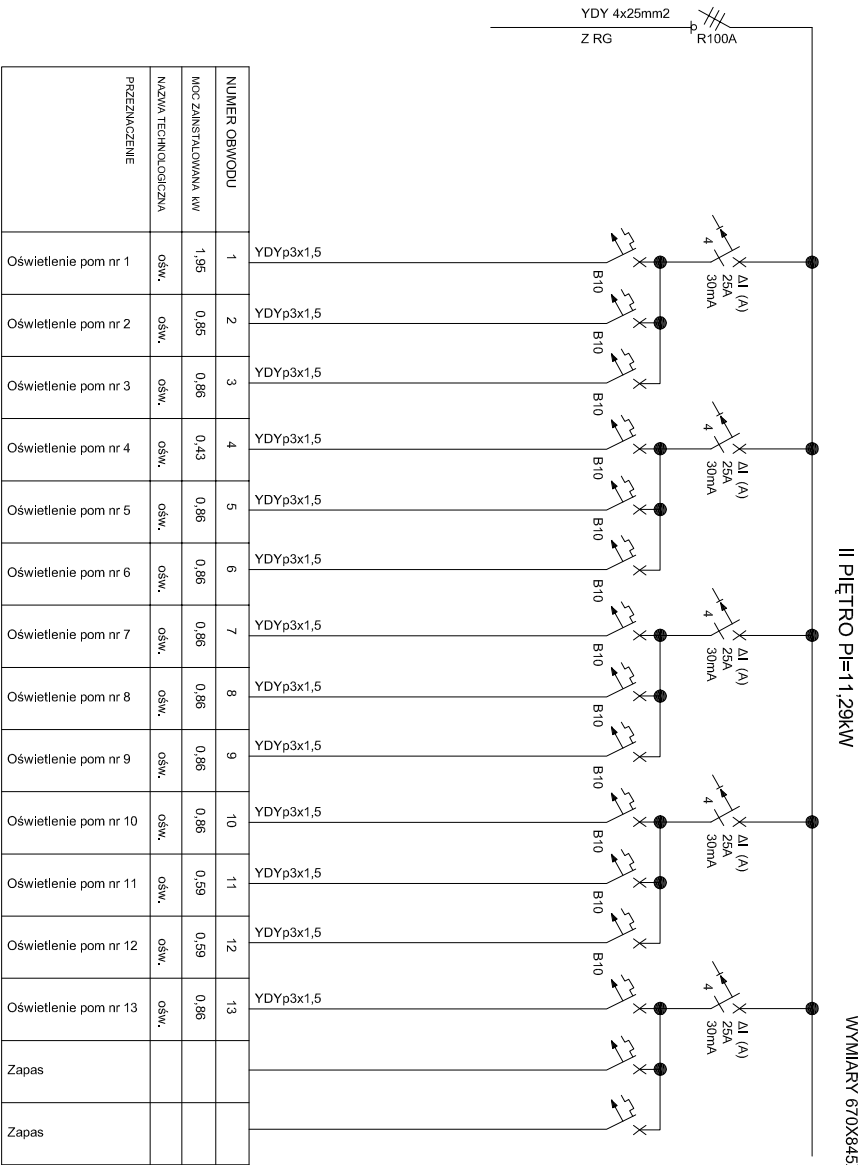 YDY 4x25mm2
Z RG
R100A
II PIĘTRO PI=11,29kW
WYMIARY 670X845
NUMER OBWODU
MOC ZAINSTALOWANA kW
NAZWA TECHNOLOGICZNA
PRZEZNACZENIE
Oświetlenie pom nr 1
ośw.
1,95
1
YDYp3x1,5
B10
4
ΔI (A)
25A
30mA
Oświetlenie pom nr 2
ośw.
0,85
2
YDYp3x1,5
B10
Oświetlenie pom nr 3
ośw.
0,86
3
YDYp3x1,5
B10
Oświetlenie pom nr 4
ośw.
0,43
4
YDYp3x1,5
B10
4
ΔI (A)
25A
30mA
Oświetlenie pom nr 5
ośw.
0,86
5
YDYp3x1,5
B10
Oświetlenie pom nr 6
ośw.
0,86
6
YDYp3x1,5
B10
Oświetlenie pom nr 7
ośw.
0,86
7
YDYp3x1,5
B10
4
ΔI (A)
25A
30mA
Oświetlenie pom nr 8
ośw.
0,86
8
YDYp3x1,5
B10
Oświetlenie pom nr 9
ośw.
0,86
9
YDYp3x1,5
B10
Oświetlenie pom nr 10
ośw.
0,86
10
YDYp3x1,5
B10
4
ΔI (A)
25A
30mA
Oświetlenie pom nr 11
ośw.
0,59
11
YDYp3x1,5
B10
Oświetlenie pom nr 12
ośw.
0,59
12
YDYp3x1,5
B10
Oświetlenie pom nr 13
ośw.
0,86
13
YDYp3x1,5
4
ΔI (A)
25A
30mA
Zapas
Zapas